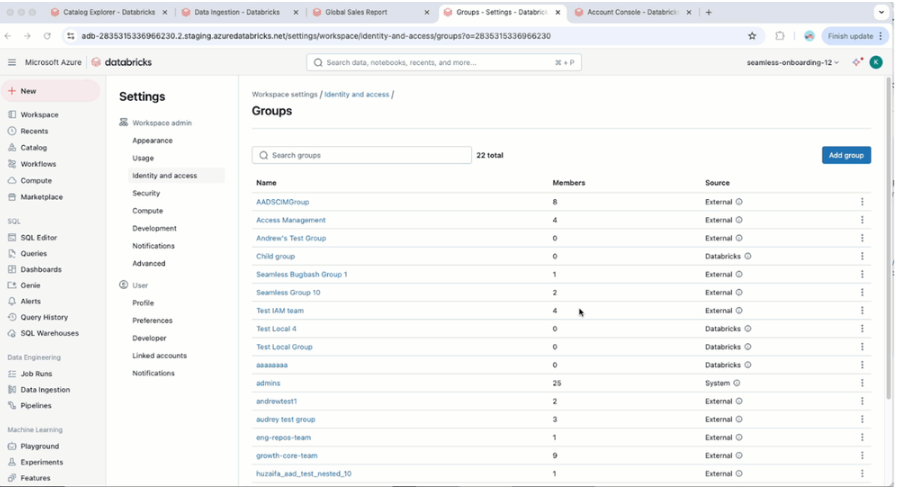 Catalog Explorer - Databricks
Data Ingestion - Databricks
Global Sales Report
Groups - Settings - Databric
Account Console - Databrick
adb-2835315336966230.2.staging.azuredatabricks.net/settings/workspace/identity-and-access/groups?o=2835315336966230
Finish update
Microsoft Azure
databricks
Search data, notebooks, recents, and more...
⌘ + P
seamless-onboarding-12
K
New
Workspace
Recents
Catalog
Workflows
Compute
Marketplace
SQL
SQL Editor
Queries
Dashboards
Genie
Alerts
Query History
SQL Warehouses
Data Engineering
Job Runs
Data Ingestion
Pipelines
Machine Learning
Playground
Experiments
Features
Settings
Workspace admin
Appearance
Usage
Identity and access
Security
Compute
Development
Notifications
Advanced
User
Profile
Preferences
Developer
Linked accounts
Notifications
Workspace settings / Identity and access /
Groups
Search groups
22 total
Add group
Name Members Source
AADSCIMGroup 8 External
Access Management 4 External
Andrew's Test Group 0 External
Child group 0 Databricks
Seamless Bugbash Group 1 1 External
Seamless Group 10 2 External
Test IAM team 4 External
Test Local 4 0 Databricks
Test Local Group 0 Databricks
aaaaaaaa 0 Databricks
admins 25 System
andrewtest1 2 External
audrey test group 3 External
eng-repos-team 1 External
growth-core-team 9 External
huzaifa_aad_test_nested_10 1 External